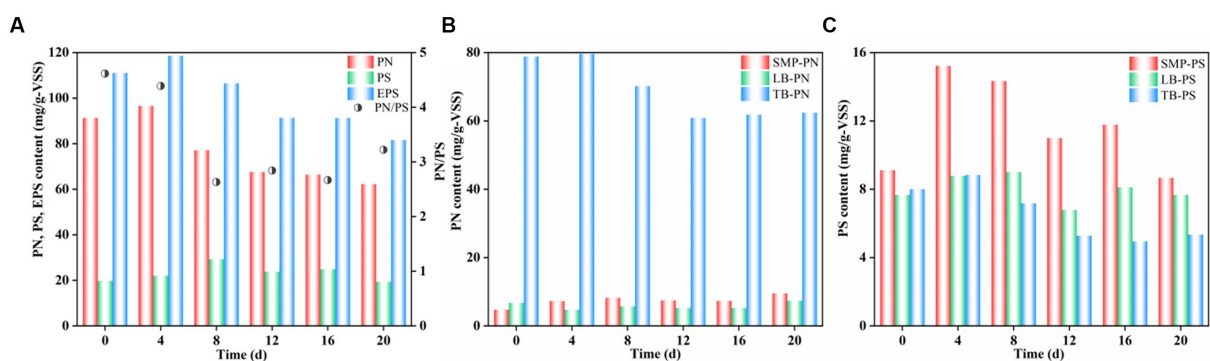 A
PN, PS, EPS content (mg/g-VSS)
120
100
80
60
40
20
0
PN
PS
EPS
PN/PS
5
4
3
2
1
0
PN/PS
0 4 8 12 16 20
Time (d)
B
PN content (mg/g-VSS)
80
60
40
20
0
SMP-PN
LB-PN
TB-PN
0 4 8 12 16 20
Time (d)
C
PS content (mg/g-VSS)
16
12
8
4
0
SMP-PS
LB-PS
TB-PS
0 4 8 12 16 20
Time (d)